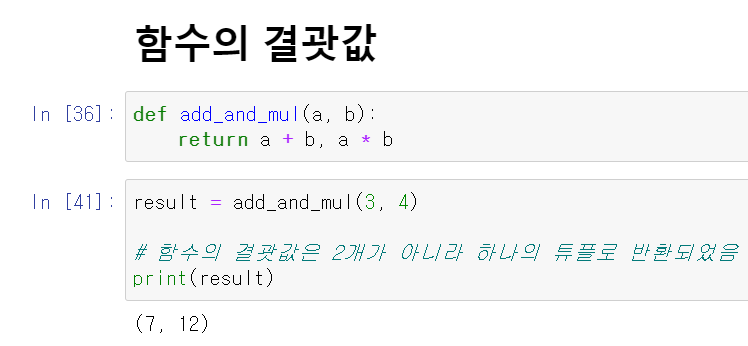 함수의 결괏값
In [36]:
def add_and_mul(a, b):
    return a + b, a * b
In [41]:
result = add_and_mul(3, 4)
# 함수의 결괏값은 2개가 아니라 하나의 튜플로 반환되었음
print(result)
(7, 12)